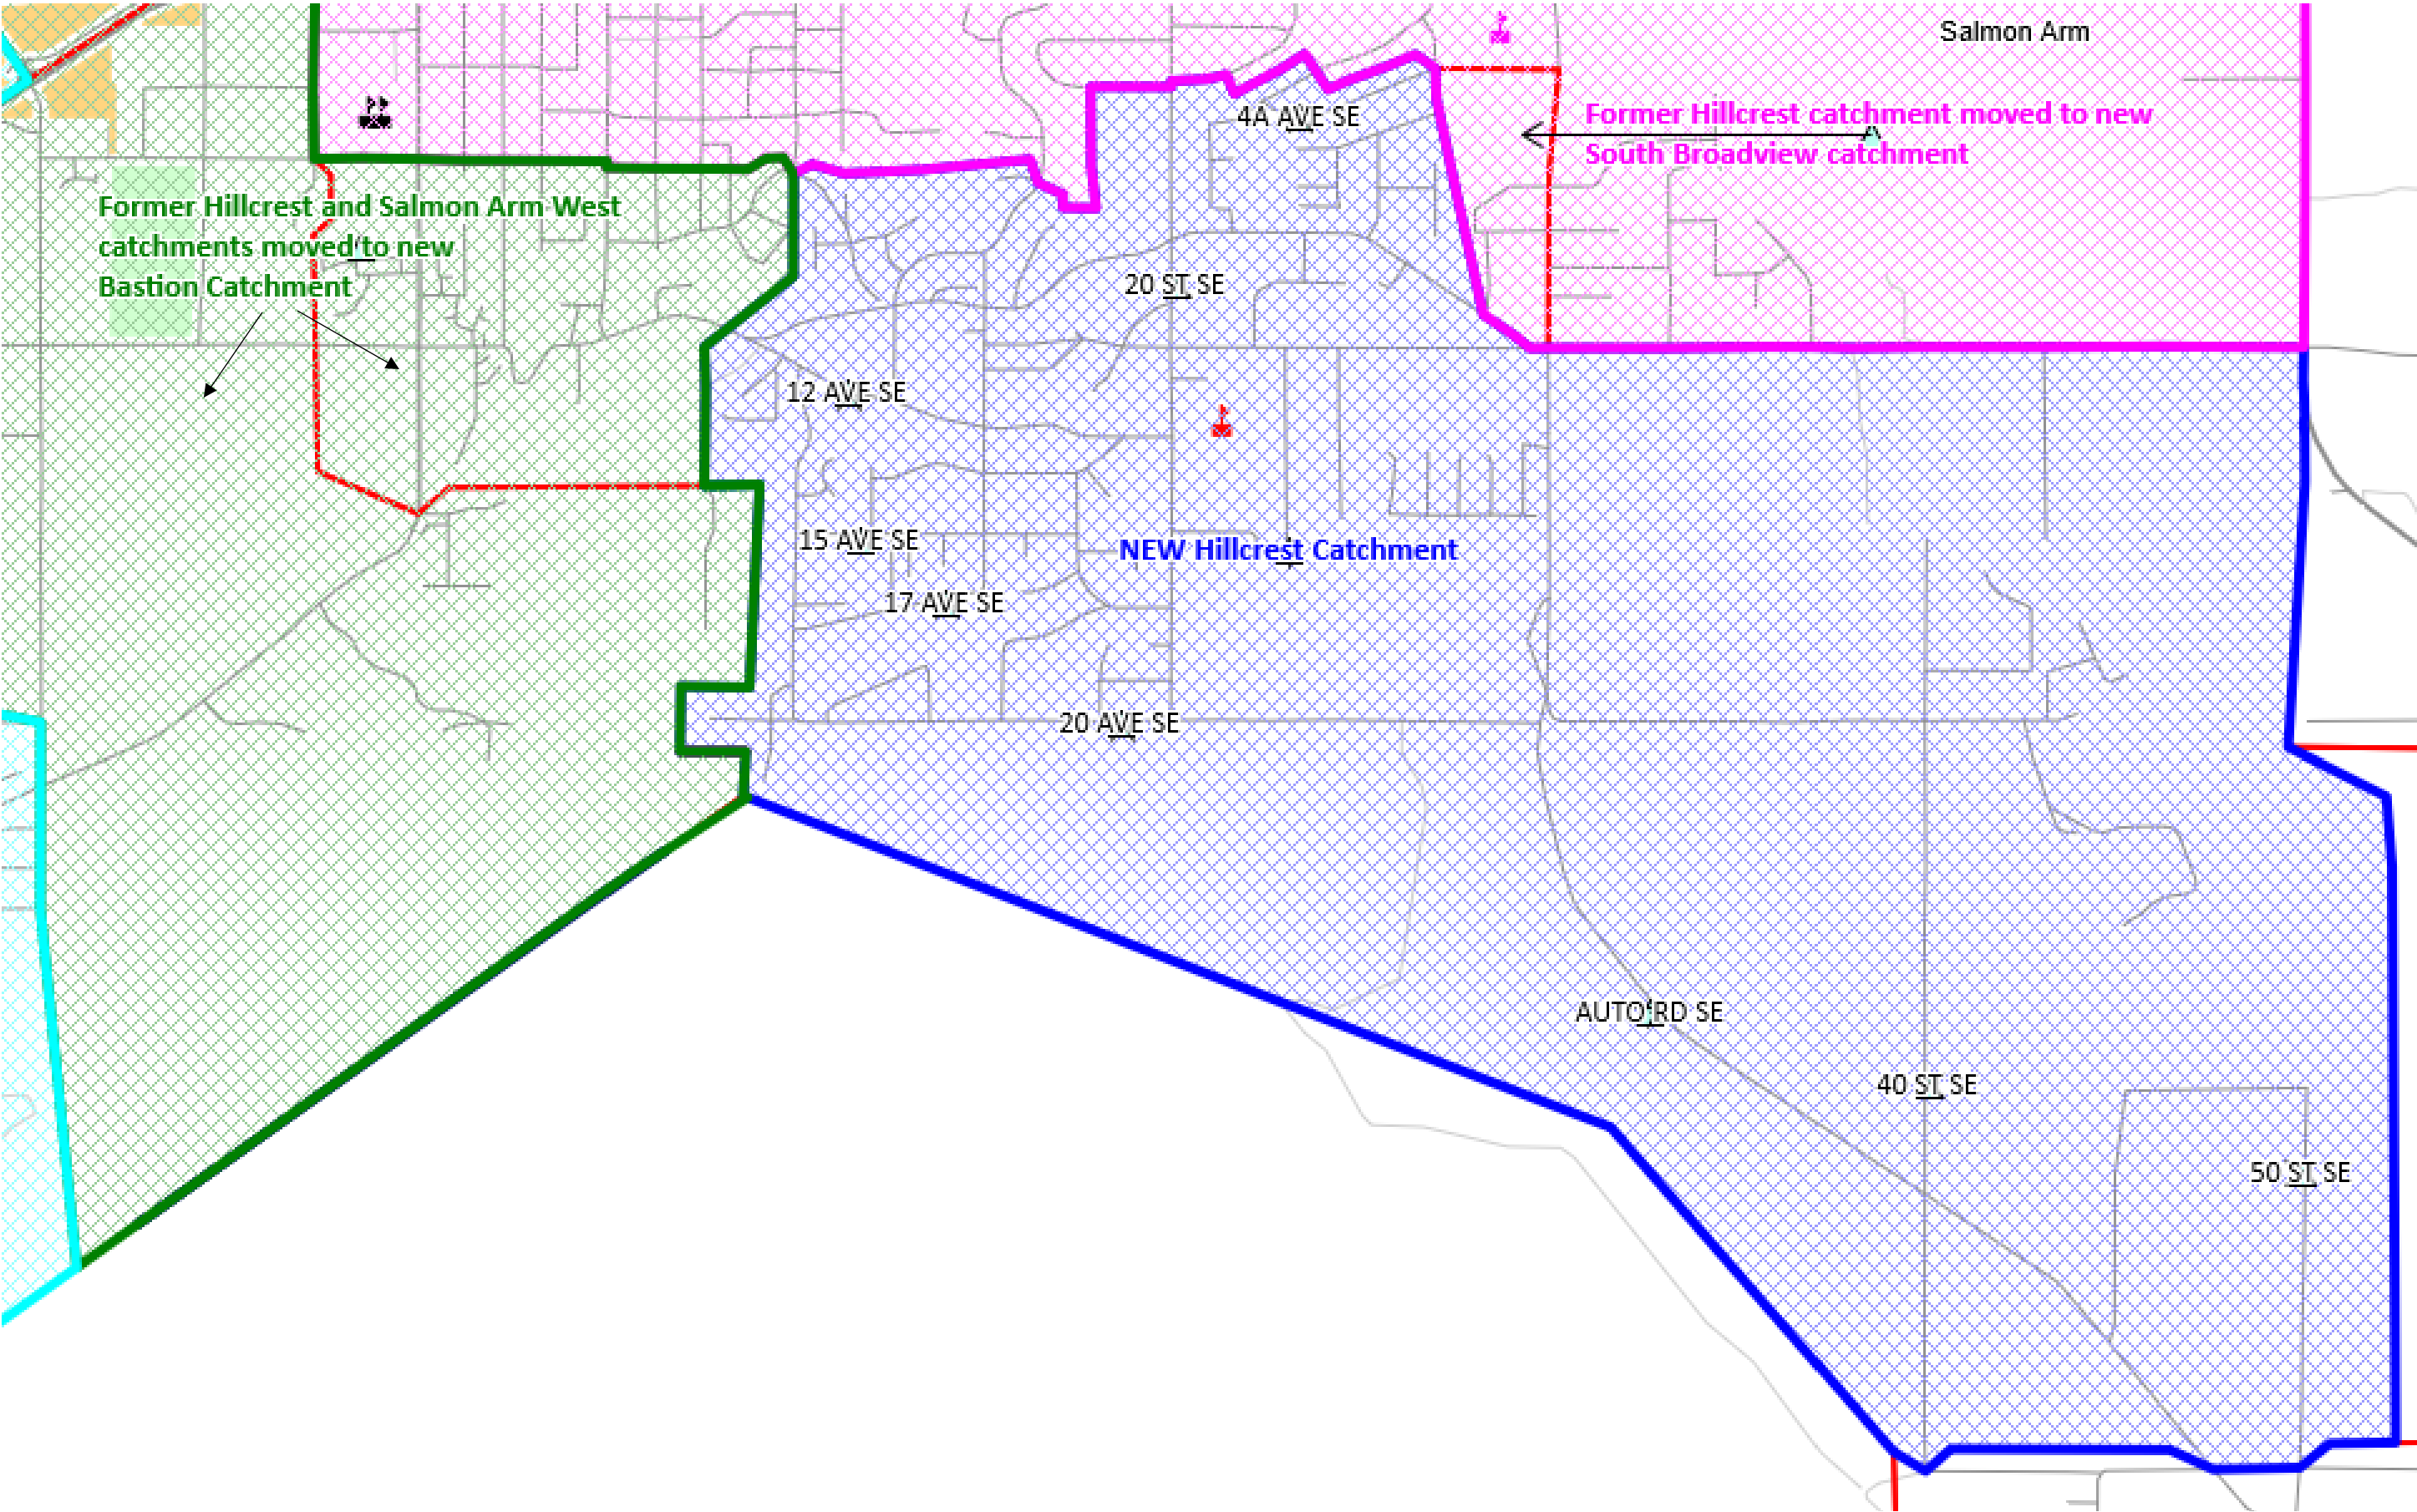 Salmon Arm
4A AVE SE
Former Hillcrest catchment moved to new
South Broadview catchment
Former Hillcrest and Salmon Arm West
catchments moved to new
Bastion Catchment
20 ST SE
12 AVE SE
15 AVE SE
NEW Hillcrest Catchment
17 AVE SE
20 AVE SE
AUTO RD SE
40 ST SE
50 ST SE